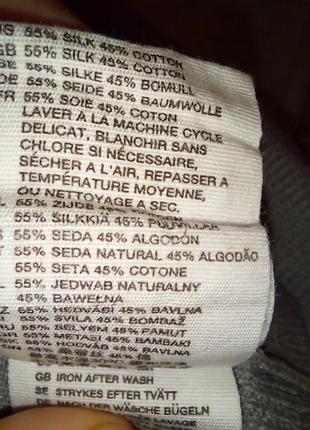 55% SILK 45% COTTON
GB 55% SILK 45% COTTON
SE 55% SILKE 45% BOMULL
DE 55% SEIDE 45% BAUMWOLLE
FR 55% SOIE 45% COTON
LAVER A LA MACHINE CYCLE
DELICAT, BLANCHIR SANS
CHLORE SI NÉCESSAIRE,
SÉCHER A L'AIR, REPASSER A
TEMPÉRATURE MOYENNE,
OU NETTOYAGE A SEC.
55% ZIJDE
55% SILKKIÄ 45% PUUVILLAA
55% SEDA 45% ALGODÓN
55% SEDA NATURAL 45% ALGODÃO
55% SETA 45% COTONE
55% JEDWAB NATURALNY
45% BAWEŁNA
55% HEDVÁBÍ 45% BAVLNA
55% SVILA 45% BOMBAŽ
55% SELYEM 45% PAMUT
55% 45%
HODVÁB 45% BAVLNA
GB IRON AFTER WASH
SE STRYKES EFTER TVÄTT
DE NACH DER WÄSCHE BÜGELN
LAVAGE